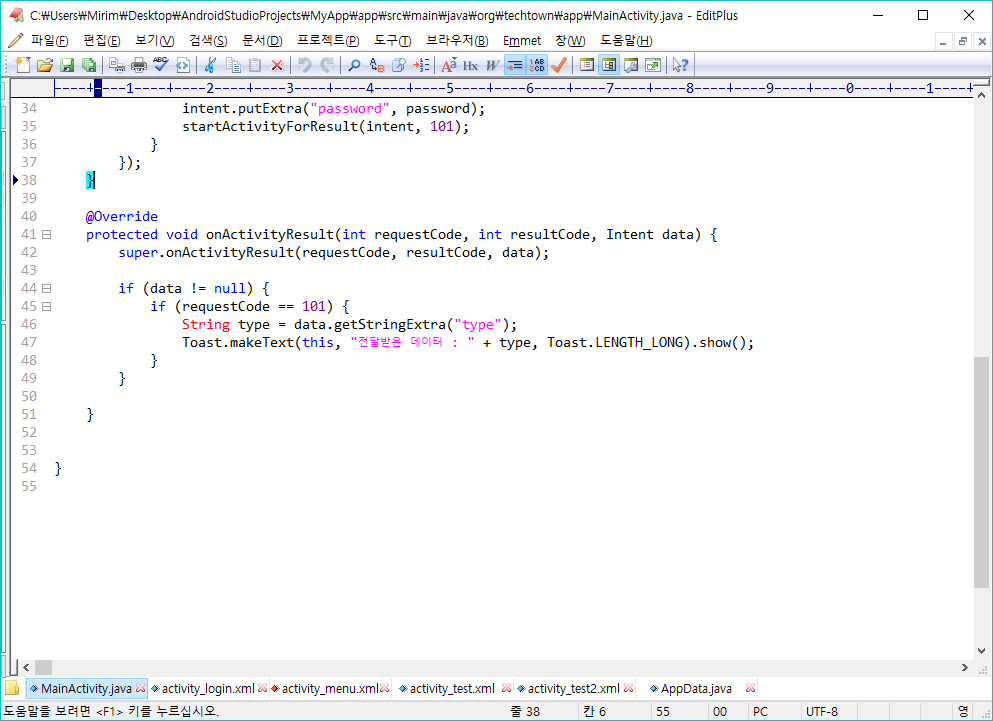 C:₩Users₩Mirim₩Desktop₩AndroidStudioProjects₩MyApp₩app₩src₩main₩java₩org₩techtown₩app₩MainActivity.java - EditPlus
파일(F) 편집(E) 보기(V) 검색(S) 문서(D) 프로젝트(P) 도구(T) 브라우저(B) Emmet 창(W) 도움말(H)
----+----1----+----2----+----3----+----4----+----5----+----6----+----7----+----8----+----9----+----0----+----1----+
34 intent.putExtra("password", password);
35 startActivityForResult(intent, 101);
36 }
37 });
38 }
39
40 @Override
41 protected void onActivityResult(int requestCode, int resultCode, Intent data) {
42 super.onActivityResult(requestCode, resultCode, data);
43
44 if (data != null) {
45 if (requestCode == 101) {
46 String type = data.getStringExtra("type");
47 Toast.makeText(this, "전달받은 데이터 : " + type, Toast.LENGTH_LONG).show();
48 }
49 }
50
51 }
52
53
54 }
55
MainActivity.java activity_login.xml activity_menu.xml activity_test.xml activity_test2.xml AppData.java
도움말을 보려면 <F1> 키를 누르십시오. 줄 38 칸 6 55 00 PC UTF-8 영